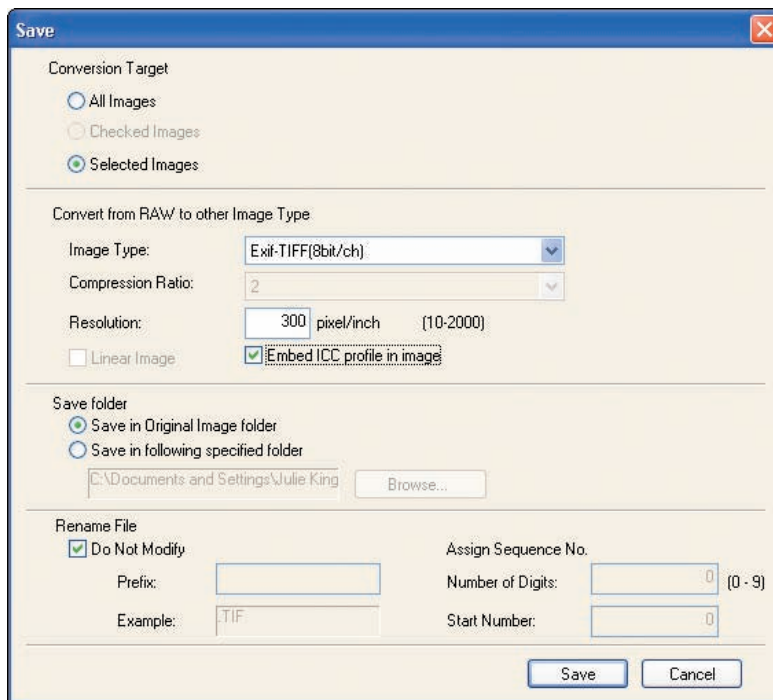 Save
Conversion Target
All Images
Checked Images
Selected Images
Convert from RAW to other Image Type
Image Type: Exif-TIFF(8bit/ch)
Compression Ratio: 2
Resolution: 300 pixel/inch (10-2000)
Linear Image Embed ICC profile in image
Save folder
Save in Original Image folder
Save in following specified folder
C:\Documents and Settings\Julie King Browse...
Rename File
Do Not Modify Assign Sequence No.
Prefix: Number of Digits: 0 (0 - 9)
Example: .TIF Start Number: 0
Save Cancel